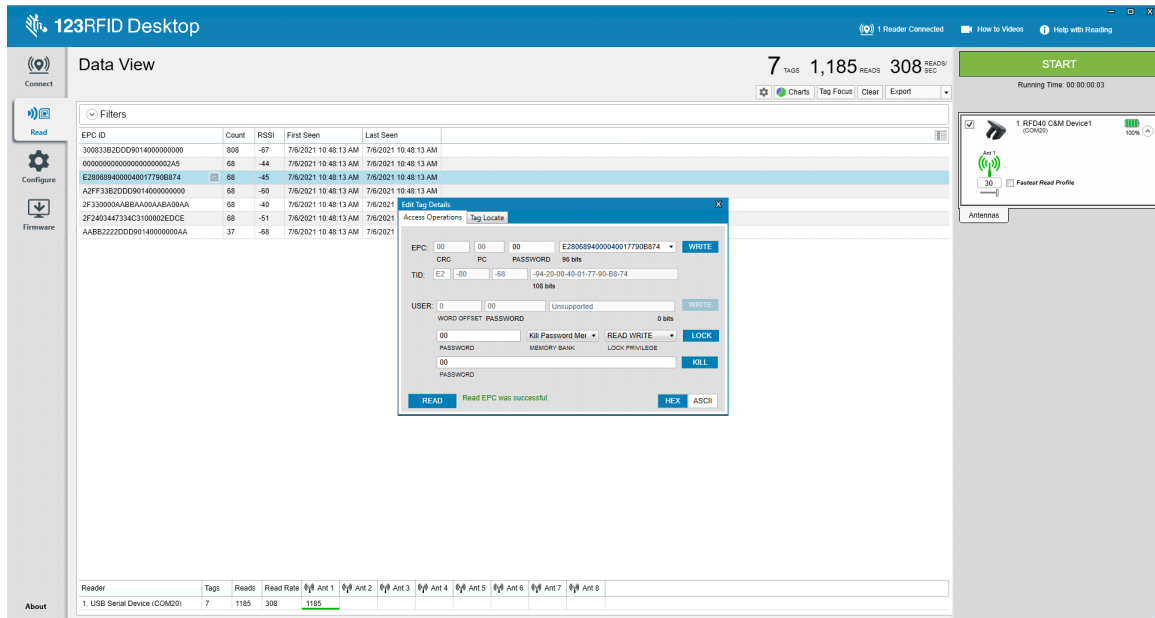 123RFID Desktop
1 Reader Connected
How to Videos
Help with Reading
Connect
Read
Configure
Firmware
About
Data View
7 TAGS 1,185 READS 308 READS/SEC
Charts Tag Focus Clear Export
Filters
EPC ID Count RSSI First Seen Last Seen
300833B2DDD9014000000000 808 -67 7/6/2021 10:48:13 AM 7/6/2021 10:48:13 AM
0000000000000000000002A5 68 -44 7/6/2021 10:48:13 AM 7/6/2021 10:48:13 AM
E2806894000040017790B874 68 -45 7/6/2021 10:48:13 AM 7/6/2021 10:48:13 AM
A2FF33B2DDD9014000000000 68 -60 7/6/2021 10:48:13 AM 7/6/2021 10:48:13 AM
2F330000AABBAA00AABA00AA 68 -40 7/6/2021 10:48:13 AM 7/6/2021
2F2403447334C3100002EDCE 68 -51 7/6/2021 10:48:13 AM 7/6/2021
AABB2222DDD90140000000AA 37 -68 7/6/2021 10:48:13 AM 7/6/2021
Edit Tag Details X
Access Operations Tag Locate
EPC: 00 00 00 E2806894000040017790B874 WRITE
CRC PC PASSWORD 96 bits
TID: E2 -80 -68 -94-20-00-40-01-77-90-B8-74
108 bits
USER: 0 00 Unsupported WRITE
WORD OFFSET PASSWORD 0 bits
00 Kill Password Mer READ WRITE LOCK
PASSWORD MEMORY BANK LOCK PRIVILEGE
00 KILL
PASSWORD
READ Read EPC was successful. HEX ASCII
Reader Tags Reads Read Rate Ant 1 Ant 2 Ant 3 Ant 4 Ant 5 Ant 6 Ant 7 Ant 8
1. USB Serial Device (COM20) 7 1185 308 1185
START
Running Time: 00:00:00:03
1. RFD40 C&M Device1
(COM20)
100%
Ant 1
30 Fastest Read Profile
Antennas